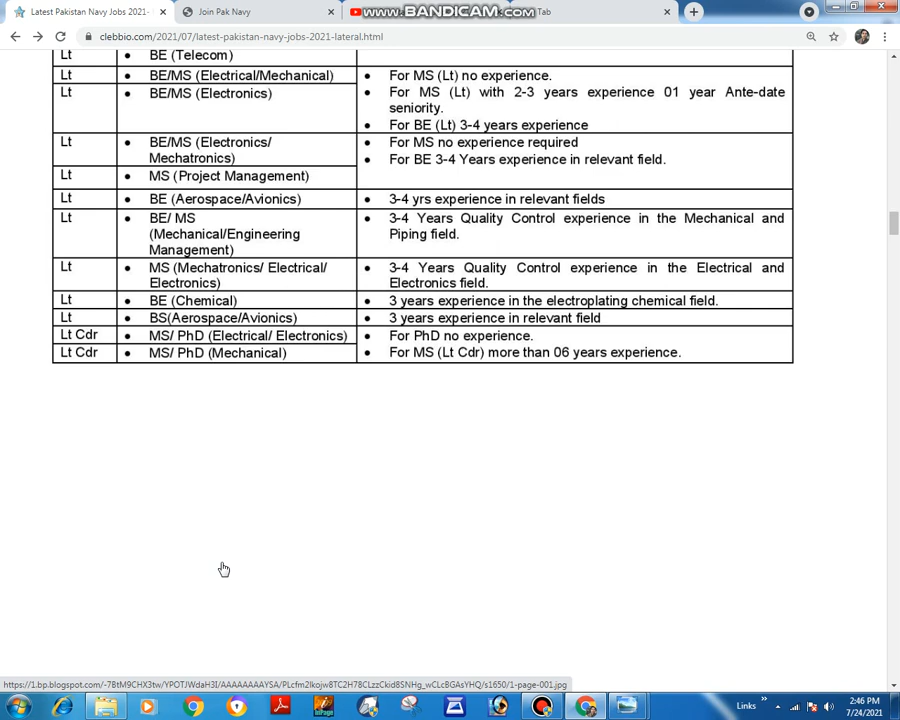 Latest Pakistan Navy Jobs 2021-
Join Pak Navy
www.BANDICAM.com
Tab
clebbio.com/2021/07/latest-pakistan-navy-jobs-2021-lateral.html
Lt • BE (Telecom)
Lt • BE/MS (Electrical/Mechanical) • For MS (Lt) no experience.
Lt • BE/MS (Electronics) • For MS (Lt) with 2-3 years experience 01 year Ante-date
seniority.
• For BE (Lt) 3-4 years experience
Lt • BE/MS (Electronics/ • For MS no experience required
Mechatronics) • For BE 3-4 Years experience in relevant field.
Lt • MS (Project Management)
Lt • BE (Aerospace/Avionics) • 3-4 yrs experience in relevant fields
Lt • BE/ MS • 3-4 Years Quality Control experience in the Mechanical and
(Mechanical/Engineering Piping field.
Management)
Lt • MS (Mechatronics/ Electrical/ • 3-4 Years Quality Control experience in the Electrical and
Electronics) Electronics field.
Lt • BE (Chemical) • 3 years experience in the electroplating chemical field.
Lt • BS(Aerospace/Avionics) • 3 years experience in relevant field
Lt Cdr • MS/ PhD (Electrical/ Electronics) • For PhD no experience.
Lt Cdr • MS/ PhD (Mechanical) • For MS (Lt Cdr) more than 06 years experience.
Links
2:46 PM
7/24/2021